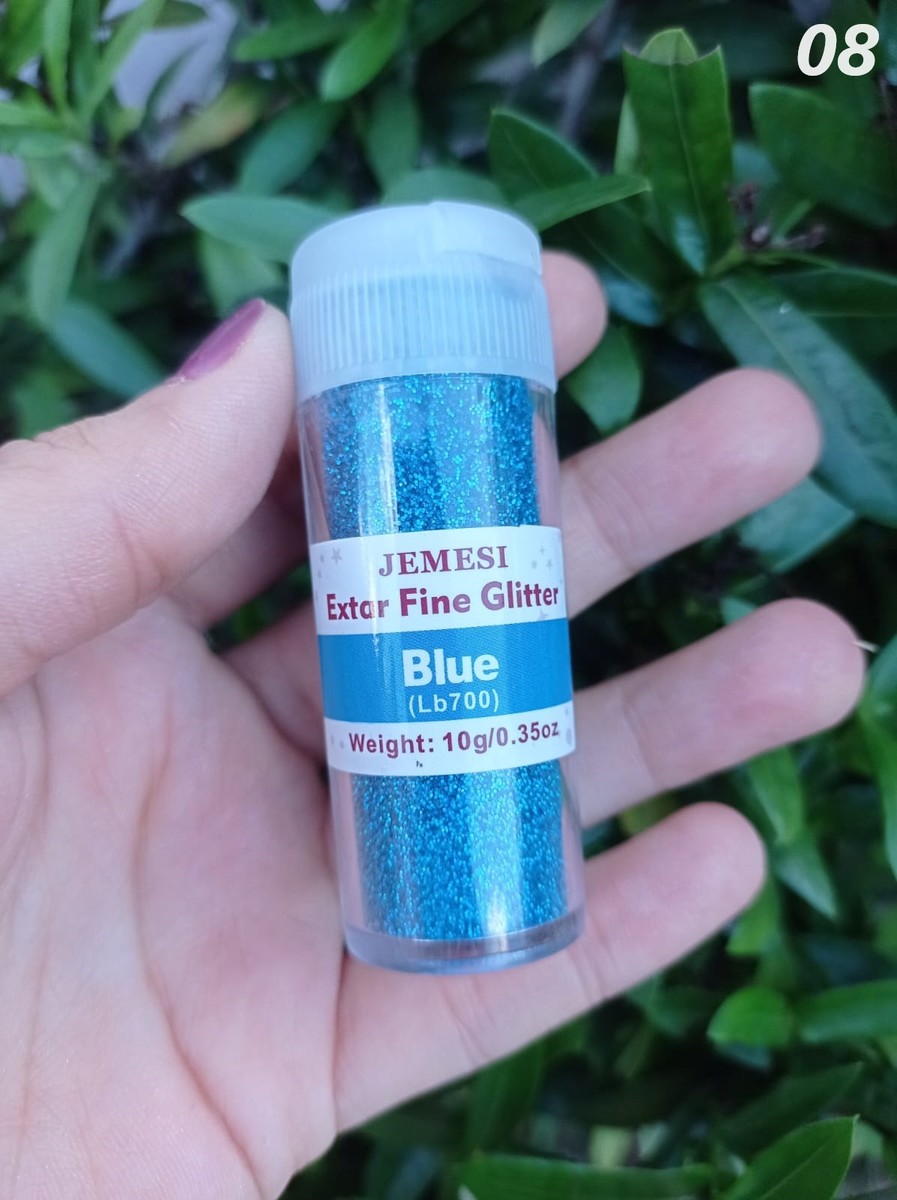 08
JEMESI
Extar Fine Glitter
Blue
(Lb700)
Weight: 10g/0.35oz